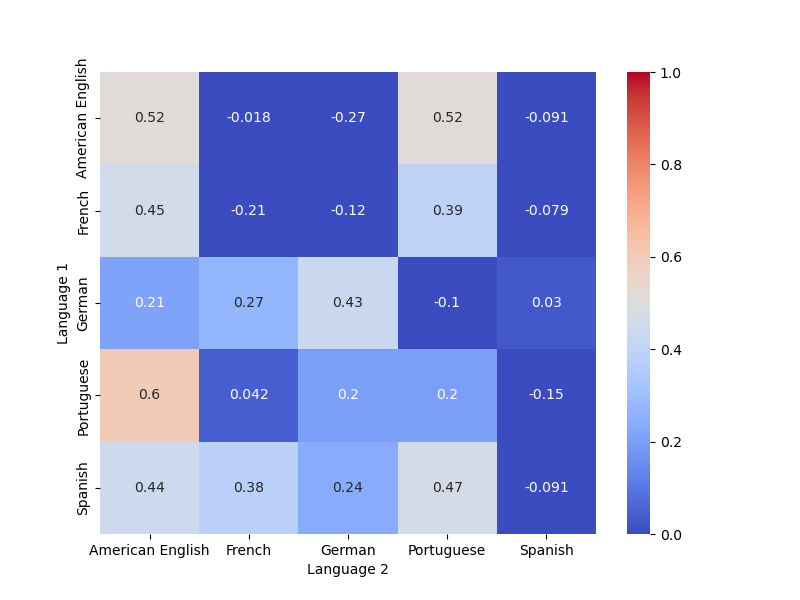 American English
0.52 -0.018 -0.27 0.52 -0.091
French
0.45 -0.21 -0.12 0.39 -0.079
Language 1
German
0.21 0.27 0.43 -0.1 0.03
Portuguese
0.6 0.042 0.2 0.2 -0.15
Spanish
0.44 0.38 0.24 0.47 -0.091
American English French German Portuguese Spanish
Language 2
1.0
0.8
0.6
0.4
0.2
0.0